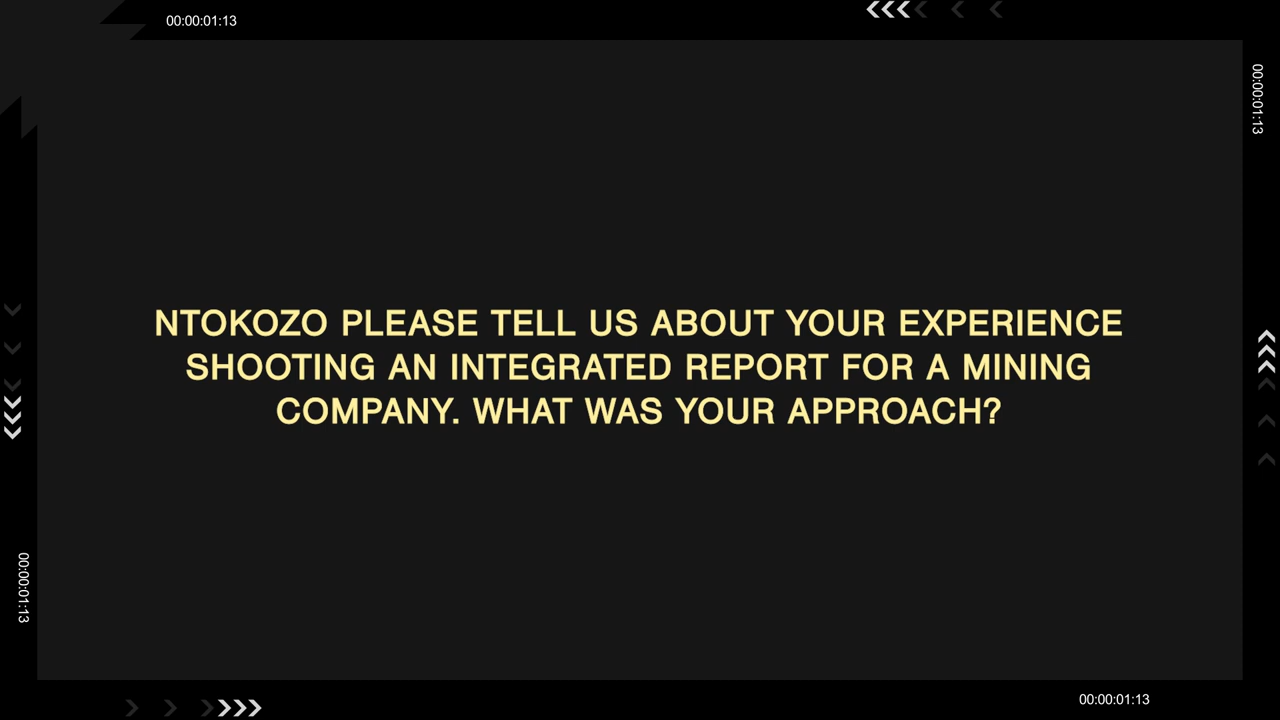 00:00:01:13
00:00:01:13
NTOKOZO PLEASE TELL US ABOUT YOUR EXPERIENCE
SHOOTING AN INTEGRATED REPORT FOR A MINING
COMPANY. WHAT WAS YOUR APPROACH?
00:00:01:13
00:00:01:13